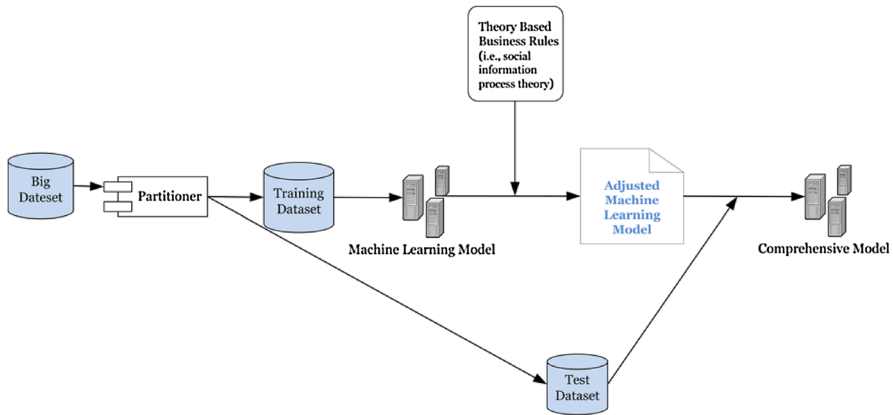 Theory Based
Business Rules
(i.e., social
information
process theory)
Big
Dateset
Partitioner
Training
Dataset
Machine Learning Model
Adjusted
Machine
Learning
Model
Comprehensive Model
Test
Dataset